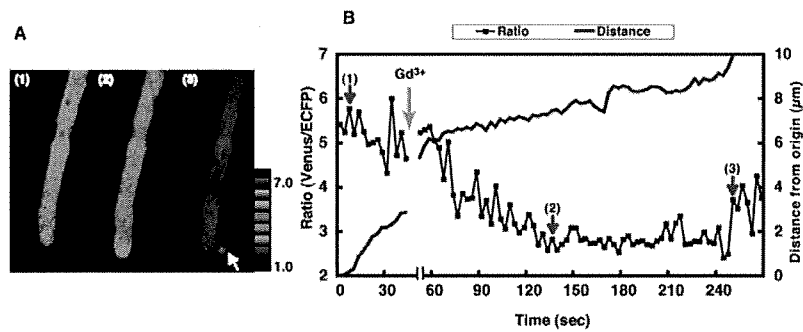 A
(1) (2) (3)
7.0
1.0
B
Ratio Distance
Ratio (Venus/ECFP)
7
6
5
4
3
2
(1)
Gd3+
(2)
(3)
10
8
6
4
2
0
Distance from origin (μm)
0 30 60 90 120 150 180 210 240
Time (sec)